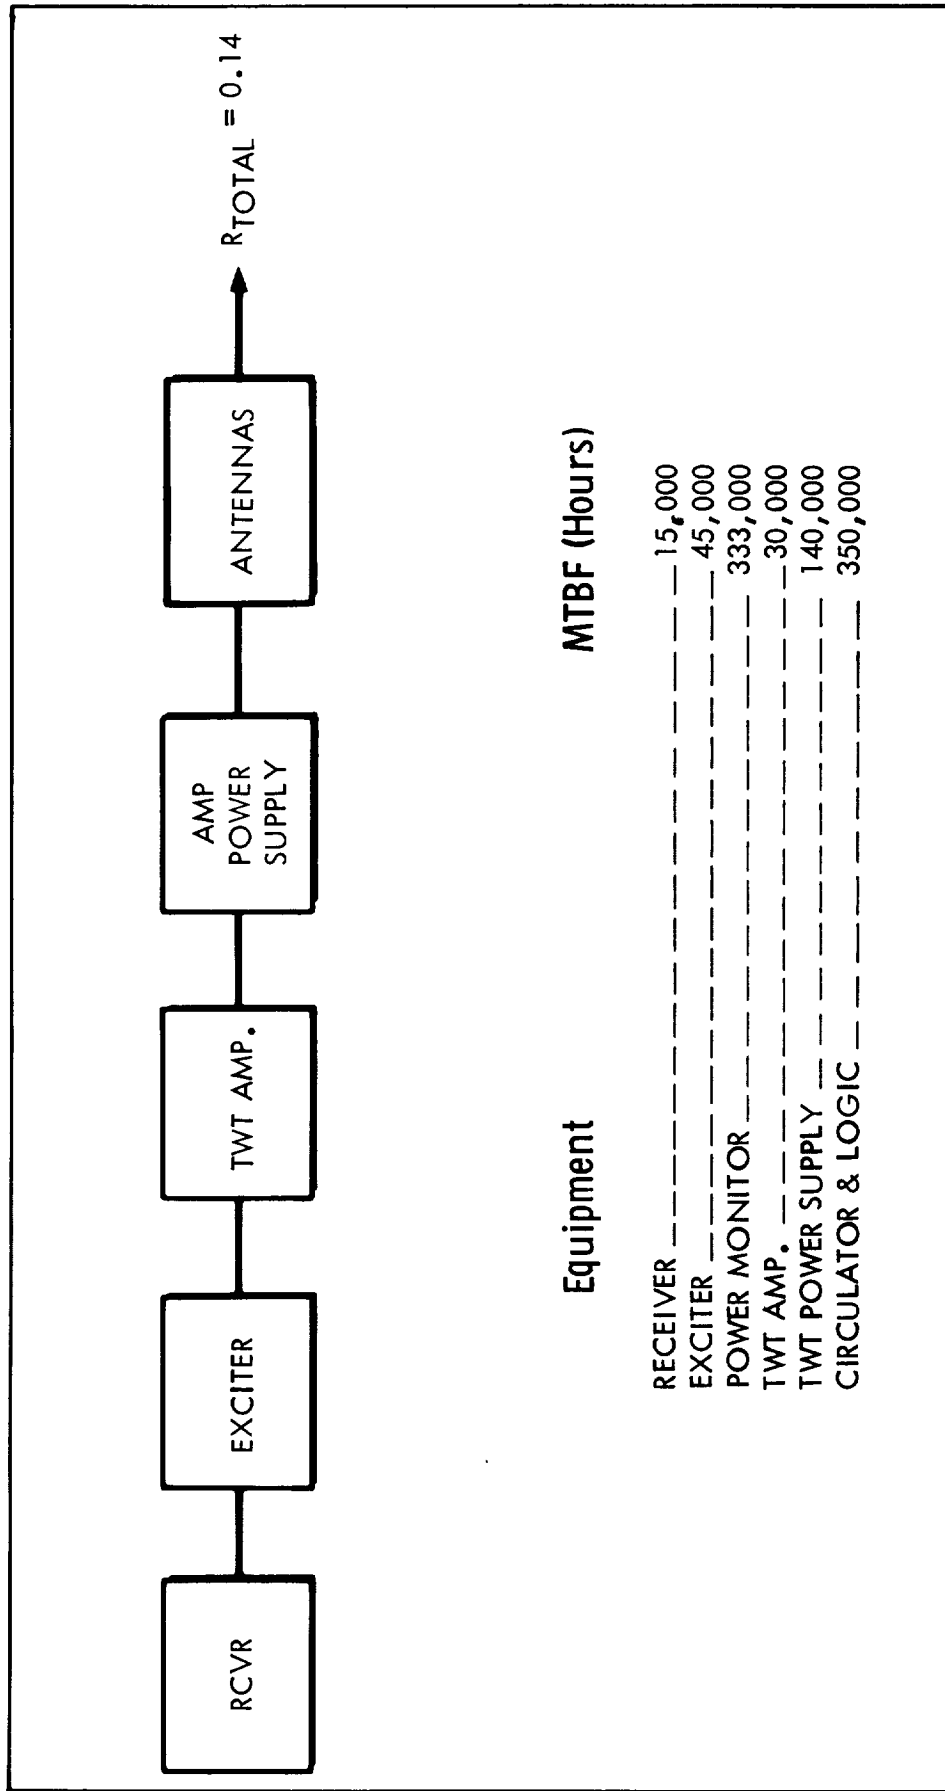 RCVR
EXCITER
TWT AMP.
AMP
POWER
SUPPLY
ANTENNAS
RTOTAL = 0.14
Equipment MTBF (Hours)
RECEIVER 15,000
EXCITER 45,000
POWER MONITOR 333,000
TWT AMP. 30,000
TWT POWER SUPPLY 140,000
CIRCULATOR & LOGIC 350,000